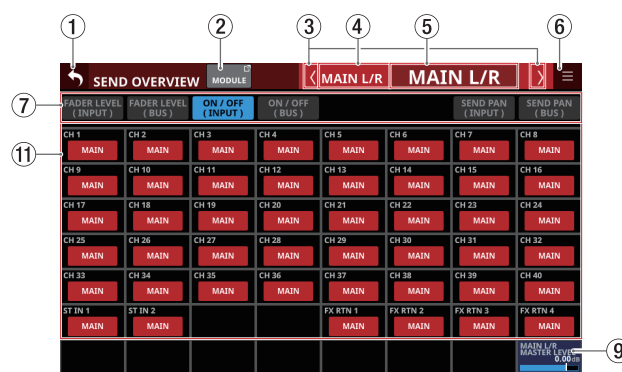 1 2 3 4 5 6
SEND OVERVIEW MODULE MAIN L/R MAIN L/R
7
FADER LEVEL FADER LEVEL ON / OFF ON / OFF SEND PAN SEND PAN
( INPUT ) ( BUS ) ( INPUT ) ( BUS ) ( INPUT ) ( BUS )
11
CH 1 CH 2 CH 3 CH 4 CH 5 CH 6 CH 7 CH 8
MAIN MAIN MAIN MAIN MAIN MAIN MAIN MAIN
CH 9 CH 10 CH 11 CH 12 CH 13 CH 14 CH 15 CH 16
MAIN MAIN MAIN MAIN MAIN MAIN MAIN MAIN
CH 17 CH 18 CH 19 CH 20 CH 21 CH 22 CH 23 CH 24
MAIN MAIN MAIN MAIN MAIN MAIN MAIN MAIN
CH 25 CH 26 CH 27 CH 28 CH 29 CH 30 CH 31 CH 32
MAIN MAIN MAIN MAIN MAIN MAIN MAIN MAIN
CH 33 CH 34 CH 35 CH 36 CH 37 CH 38 CH 39 CH 40
MAIN MAIN MAIN MAIN MAIN MAIN MAIN MAIN
ST IN 1 ST IN 2 FX RTN 1 FX RTN 2 FX RTN 3 FX RTN 4
MAIN MAIN MAIN MAIN MAIN MAIN
MAIN L/R
MASTER LEVEL
0.00 dB
9